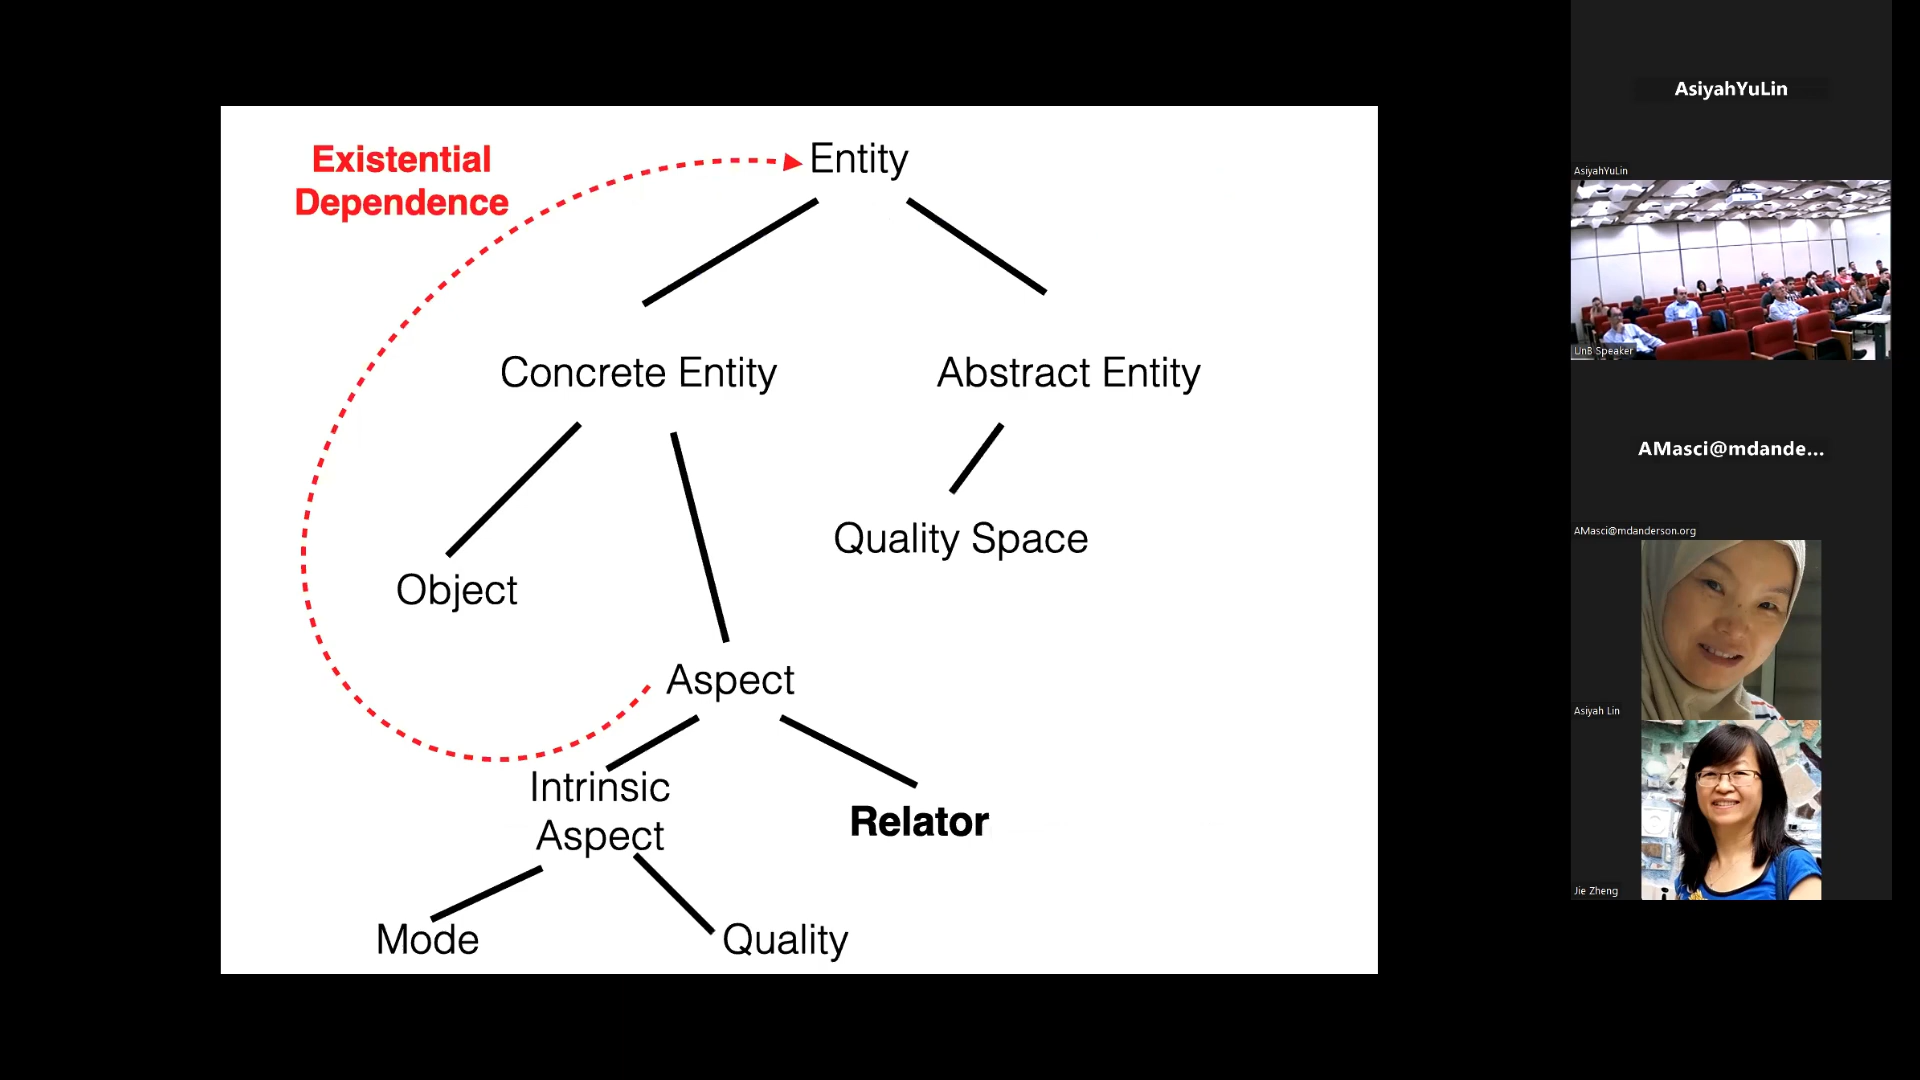 Existential
Dependence
Entity
Concrete Entity
Abstract Entity
Quality Space
Object
Aspect
Intrinsic
Aspect
Relator
Mode
Quality
AsiyahYuLin
AsiyahYuLin
UnB Speaker
AMasci@mdande...
AMasci@mdanderson.org
Asiyah Lin
Jie Zheng